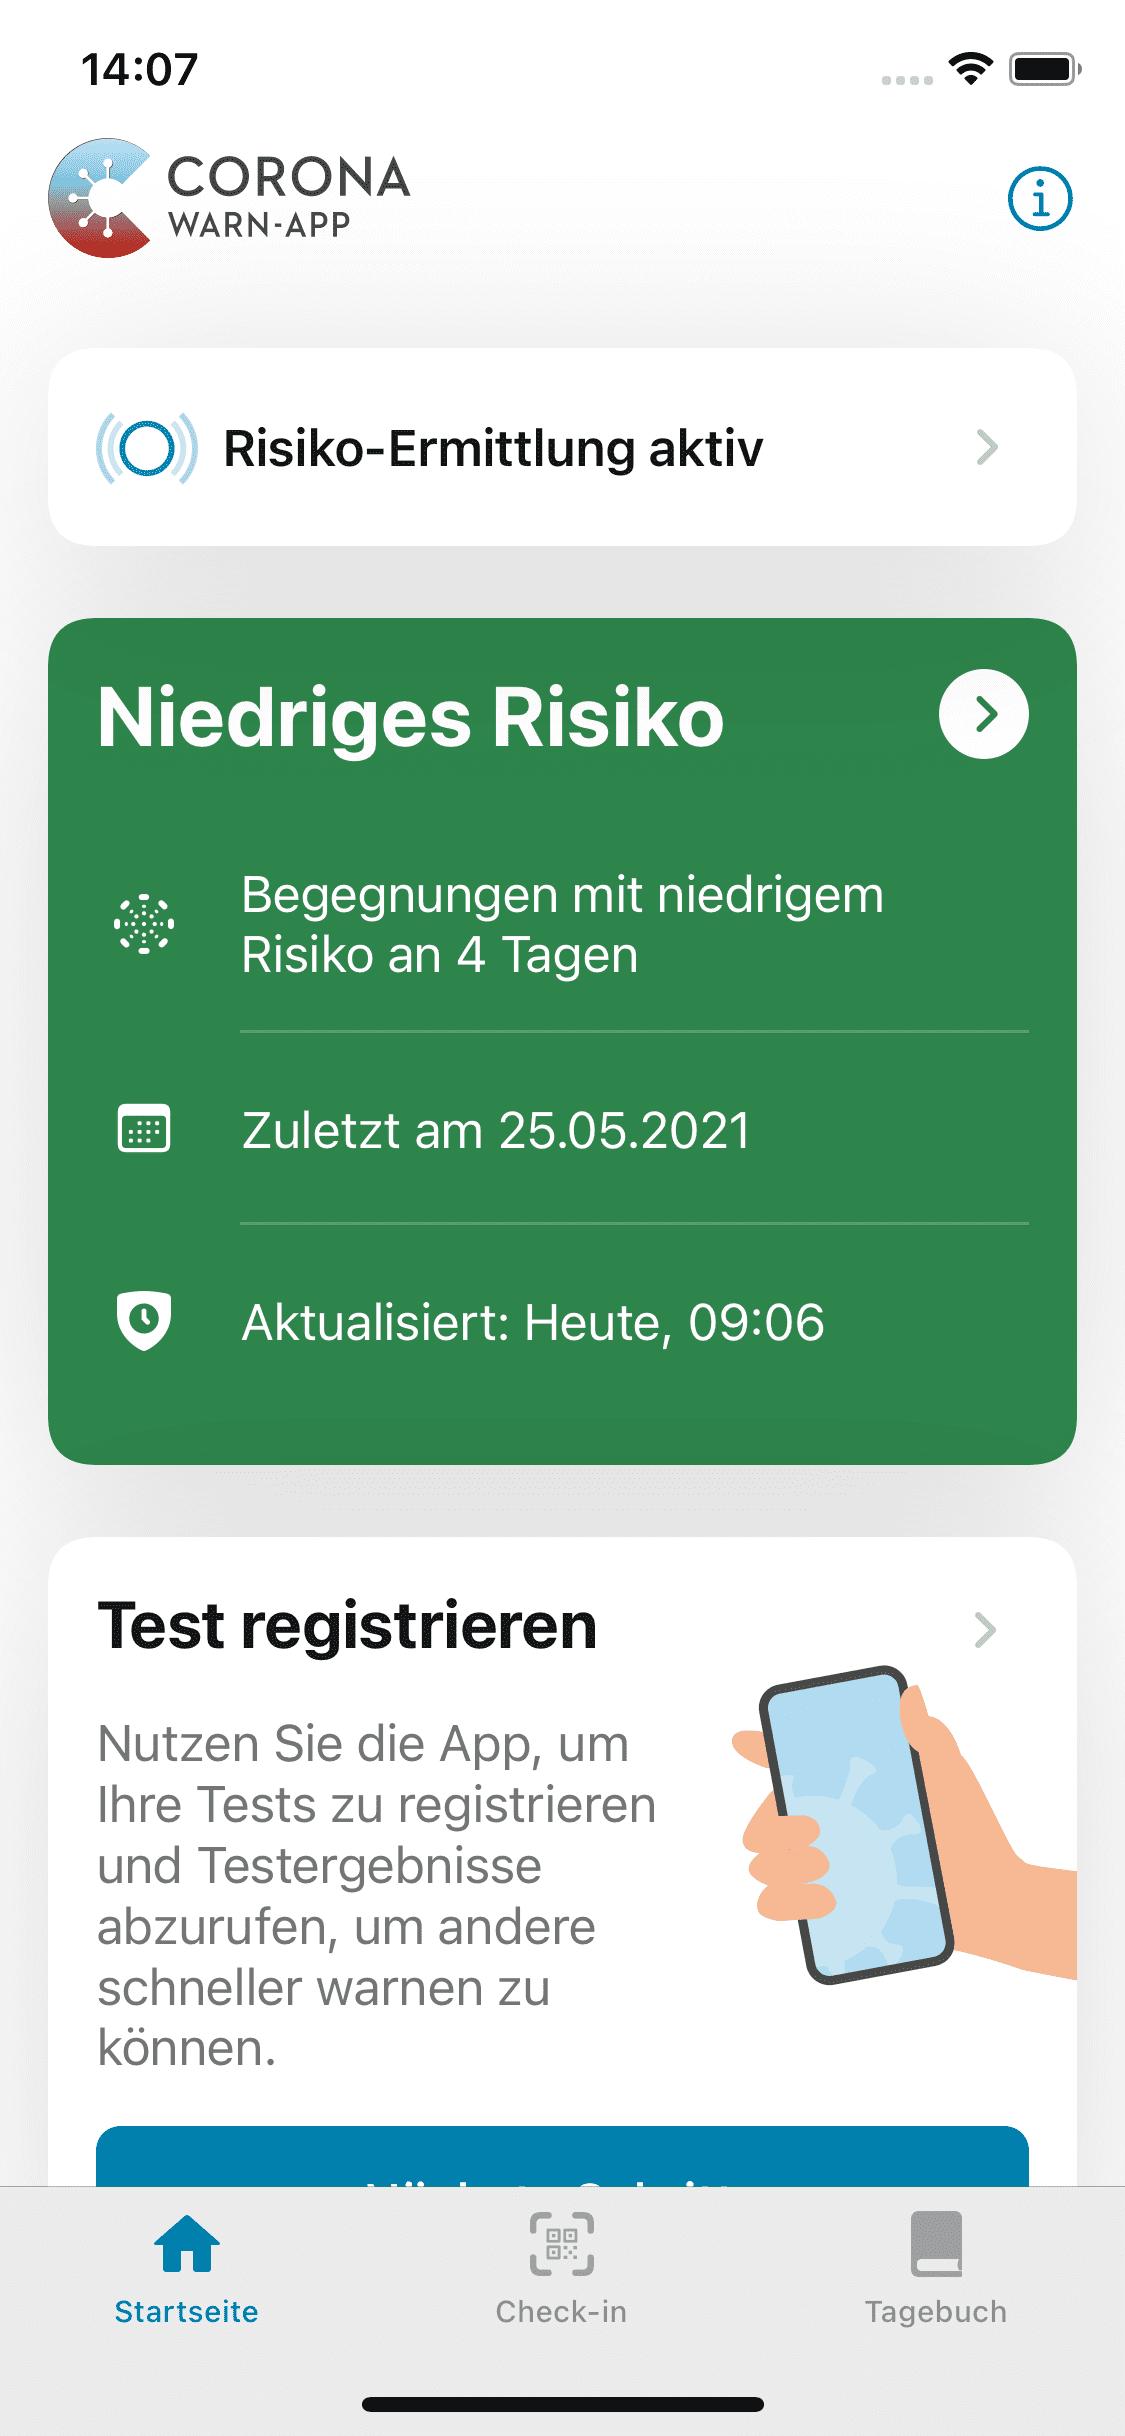 14:07
CORONA
WARN-APP
Risiko-Ermittlung aktiv
Niedriges Risiko
Begegnungen mit niedrigem
Risiko an 4 Tagen
Zuletzt am 25.05.2021
Aktualisiert: Heute, 09:06
Test registrieren
Nutzen Sie die App, um
Ihre Tests zu registrieren
und Testergebnisse
abzurufen, um andere
schneller warnen zu
können.
Startseite
Check-in
Tagebuch